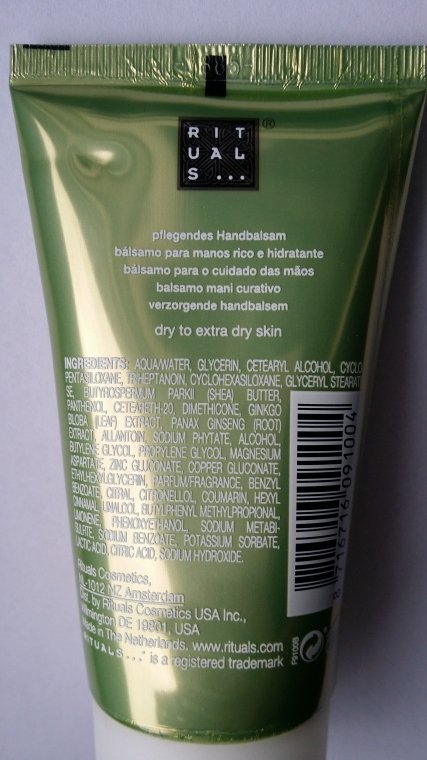 RIT
UAL
S...
®
pflegendes Handbalsam
bálsamo para manos rico e hidratante
bálsamo para o cuidado das mãos
balsamo mani curativo
verzorgende handbalsem
dry to extra dry skin
INGREDIENTS: AQUA/WATER, GLYCERIN, CETEARYL ALCOHOL, CYCLO
PENTASILOXANE, TRIHEPTANOIN, CYCLOHEXASILOXANE, GLYCERYL STEARAT
SE, BUTYROSPERMUM PARKII (SHEA) BUTTER,
PANTHENOL, CETEARETH-20, DIMETHICONE, GINKGO
BILOBA (LEAF) EXTRACT, PANAX GINSENG (ROOT)
EXTRACT, ALLANTOIN, SODIUM PHYTATE, ALCOHOL,
BUTYLENE GLYCOL, PROPYLENE GLYCOL, MAGNESIUM
ASPARTATE, ZINC GLUCONATE, COPPER GLUCONATE,
ETHYLHEXYLGLYCERIN, PARFUM/FRAGRANCE, BENZYL
BENZOATE, CITRAL, CITRONELLOL, COUMARIN, HEXYL
CINNAMAL, LINALOOL, BUTYLPHENYL METHYLPROPIONAL,
LIMONENE, PHENOXYETHANOL, SODIUM METABI-
SULFITE, SODIUM BENZOATE, POTASSIUM SORBATE,
LACTIC ACID, CITRIC ACID, SODIUM HYDROXIDE.
8 716716 091004
Rituals Cosmetics,
NL-1012 WZ Amsterdam
Dist. by Rituals Cosmetics USA Inc.,
Wilmington DE 19801, USA
Made in The Netherlands. www.rituals.com
RITUALS...® is a registered trademark
F9100B